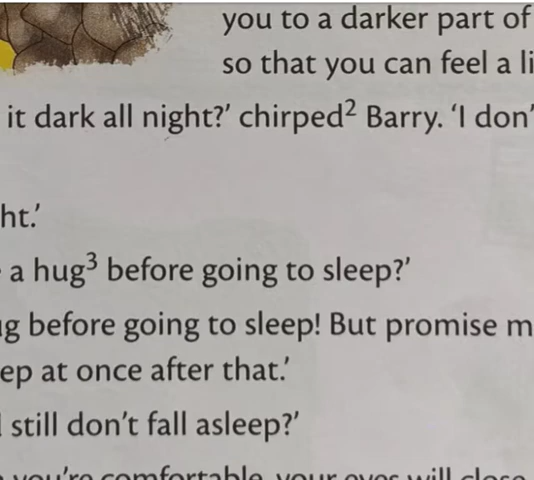 you to a darker part of
so that you can feel a
it dark all night?’ chirped² Barry. ‘I
ht.’
a hug³ before going to sleep?’
before going to sleep! But promise
ep at once after that.’
still don’t fall asleep?’
you're comfortable, your eyes will close